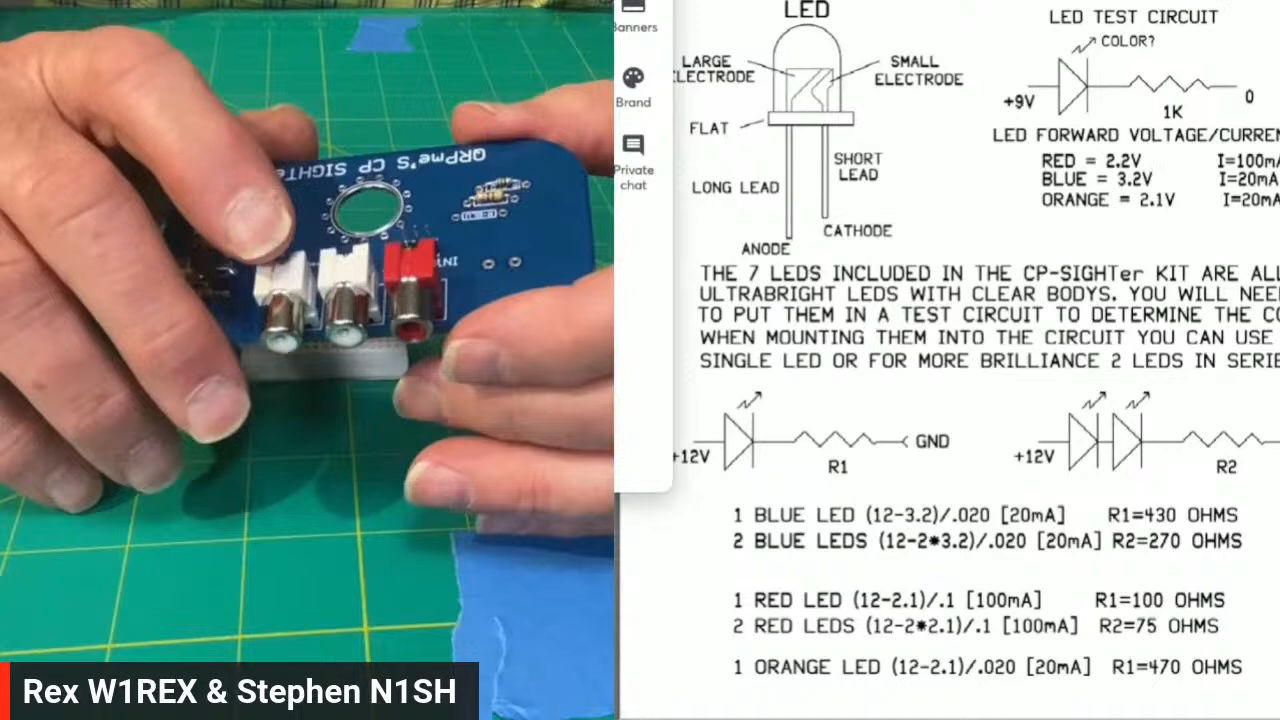 QRPme'S CP SIGHTe
Rex W1REX & Stephen N1SH
Banners
Brand
Private
chat
LED
LARGE
ELECTRODE
SMALL
ELECTRODE
FLAT
LONG LEAD
SHORT
LEAD
CATHODE
ANODE
LED TEST CIRCUIT
COLOR?
+9V
1K
0
LED FORWARD VOLTAGE/CURREN
RED = 2.2V I=100mA
BLUE = 3.2V I=20mA
ORANGE = 2.1V I=20mA
THE 7 LEDS INCLUDED IN THE CP-SIGHTer KIT ARE ALL
ULTRABRIGHT LEDS WITH CLEAR BODYS. YOU WILL NEE
TO PUT THEM IN A TEST CIRCUIT TO DETERMINE THE CO
WHEN MOUNTING THEM INTO THE CIRCUIT YOU CAN USE
SINGLE LED OR FOR MORE BRILLIANCE 2 LEDS IN SERIE
+12V
R1
GND
+12V
R2
1 BLUE LED (12-3.2)/.020 [20mA] R1=430 OHMS
2 BLUE LEDS (12-2*3.2)/.020 [20mA] R2=270 OHMS
1 RED LED (12-2.1)/.1 [100mA] R1=100 OHMS
2 RED LEDS (12-2*2.1)/.1 [100mA] R2=75 OHMS
1 ORANGE LED (12-2.1)/.020 [20mA] R1=470 OHMS